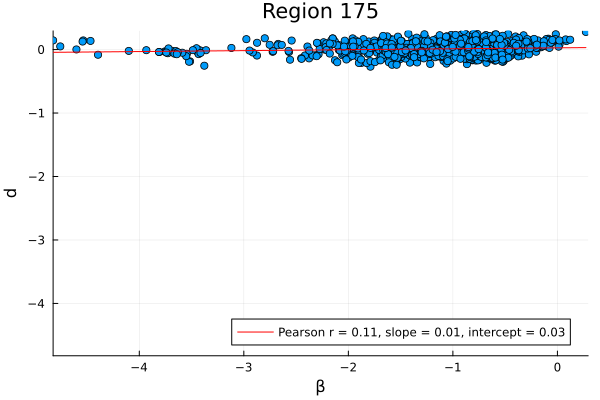 Region 175
0
−1
−2
−3
−4
d
Pearson r = 0.11, slope = 0.01, intercept = 0.03
−4 −3 −2 −1 0
β